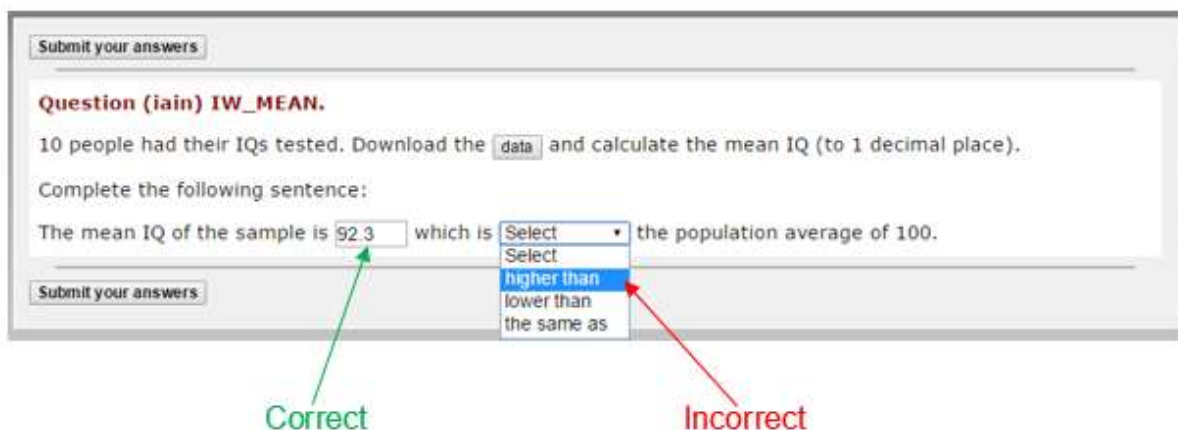 Submit your answers
Question (iain) IW_MEAN.
10 people had their IQs tested. Download the data and calculate the mean IQ (to 1 decimal place).
Complete the following sentence:
The mean IQ of the sample is 92.3 which is Select the population average of 100.
Select
higher than
lower than
the same as
Submit your answers
Correct
Incorrect